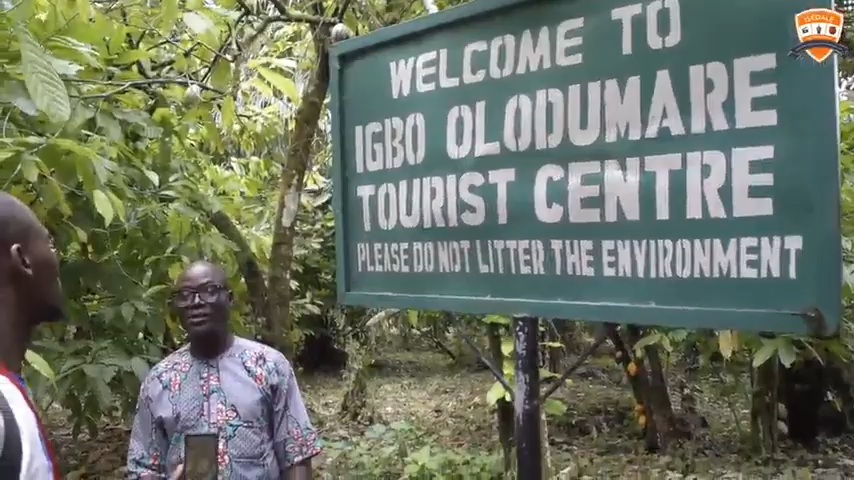 WELCOME TO
IGBO OLODUMARE
TOURIST CENTRE
PLEASE DO NOT LITTER THE ENVIRONMENT